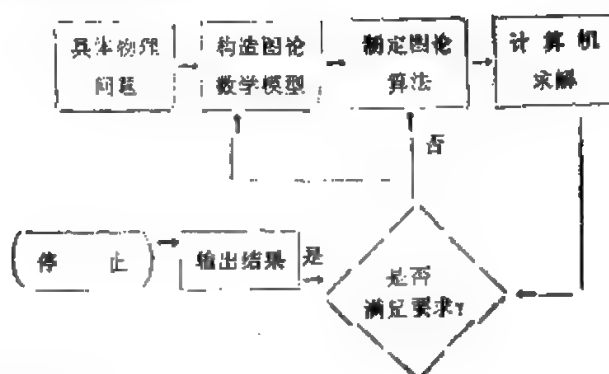 具体物理
问题
构造图论
数学模型
制定图论
算法
计算机
求解
否
停止
输出结果
是
是否
满足要求?